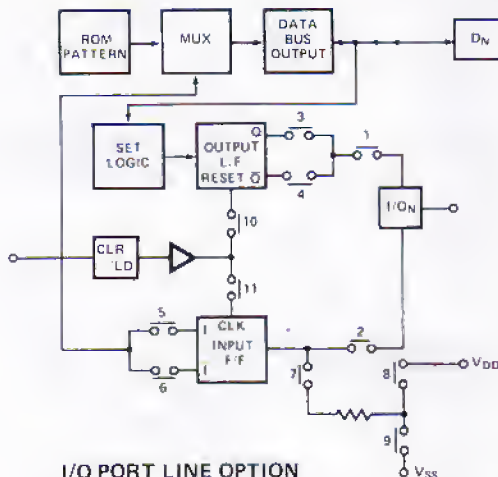 ROM
PATTERN
MUX
DATA
BUS
OUTPUT
DN
SET
LOGIC
OUTPUT
RESET
Q
Q̅
3
4
1
I/ON
10
CLR
11
CLK
INPUT
F/F
5
6
2
7
8
VDD
9
VSS
I/O PORT LINE OPTION